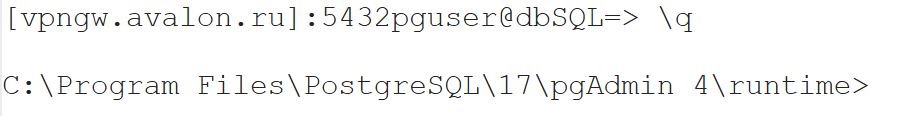 [vpngw.avalon.ru]:5432pguser@dbSQL=> \q
C:\Program Files\PostgreSQL\17\pgAdmin 4\runtime>